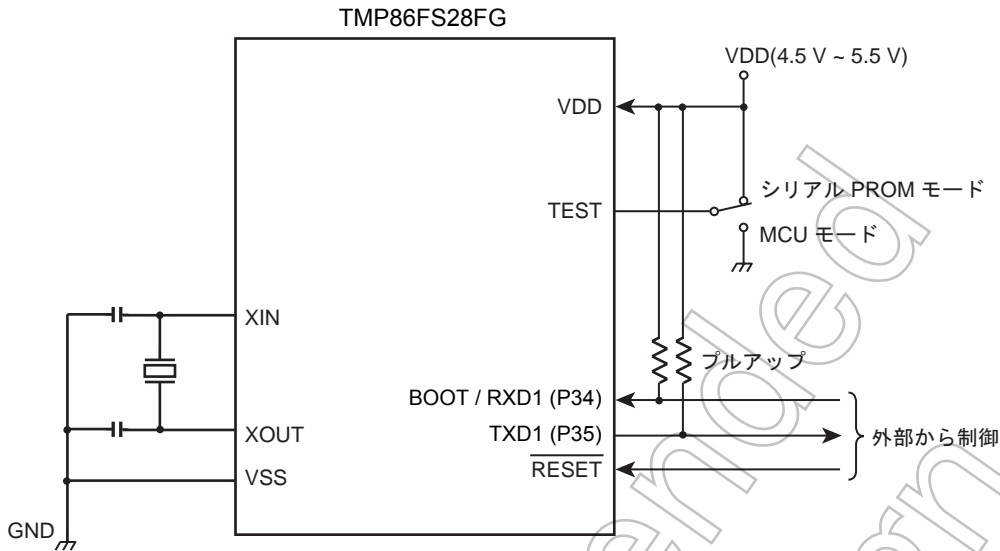 TMP86FS28FG
VDD(4.5 V ~ 5.5 V)
VDD
シリアル PROM モード
TEST
MCU モード
XIN
プルアップ
BOOT / RXD1 (P34)
XOUT
TXD1 (P35)
外部から制御
RESET
VSS
GND